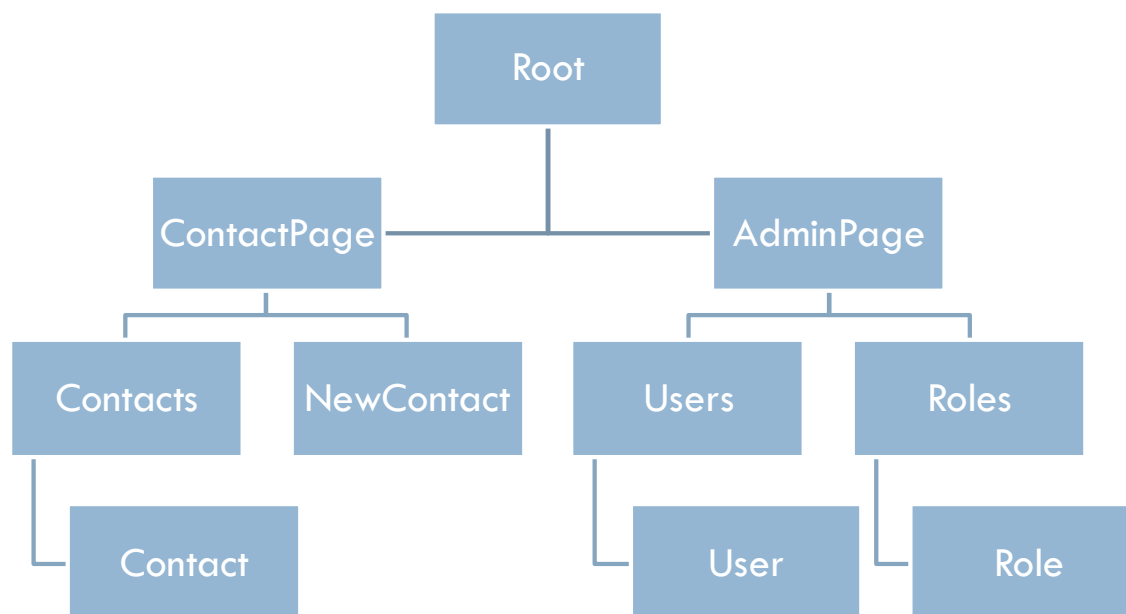 Root
ContactPage
AdminPage
Contacts
NewContact
Users
Roles
Contact
User
Role